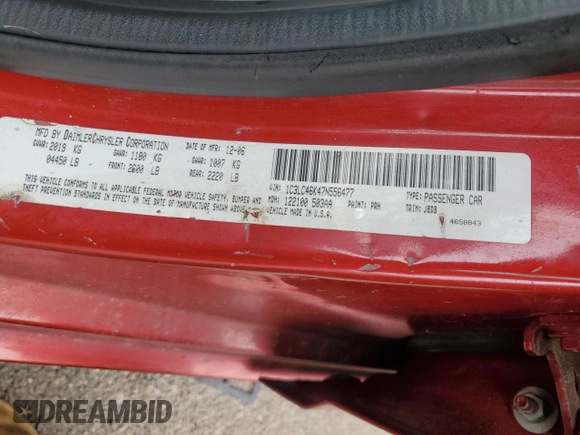 MFD BY DAIMLERCHRYSLER CORPORATION DATE OF MFR: 12-06
GVWR: 2019 KG GAWR: 1180 KG GAWR: 1007 KG
04450 LB FRONT: 2600 LB REAR: 2220 LB
THIS VEHICLE CONFORMS TO ALL APPLICABLE FEDERAL MOTOR VEHICLE SAFETY, BUMPER AND
THEFT PREVENTION STANDARDS IN EFFECT ON THE DATE OF MANUFACTURE SHOWN ABOVE. VEHICLE MADE IN U.S.A.
VIN: 1C3LC46K47N556477 TYPE: PASSENGER CAR
MDH: 122100 503AA PAINT: PRH TRIM:
4658843
DREAMBID